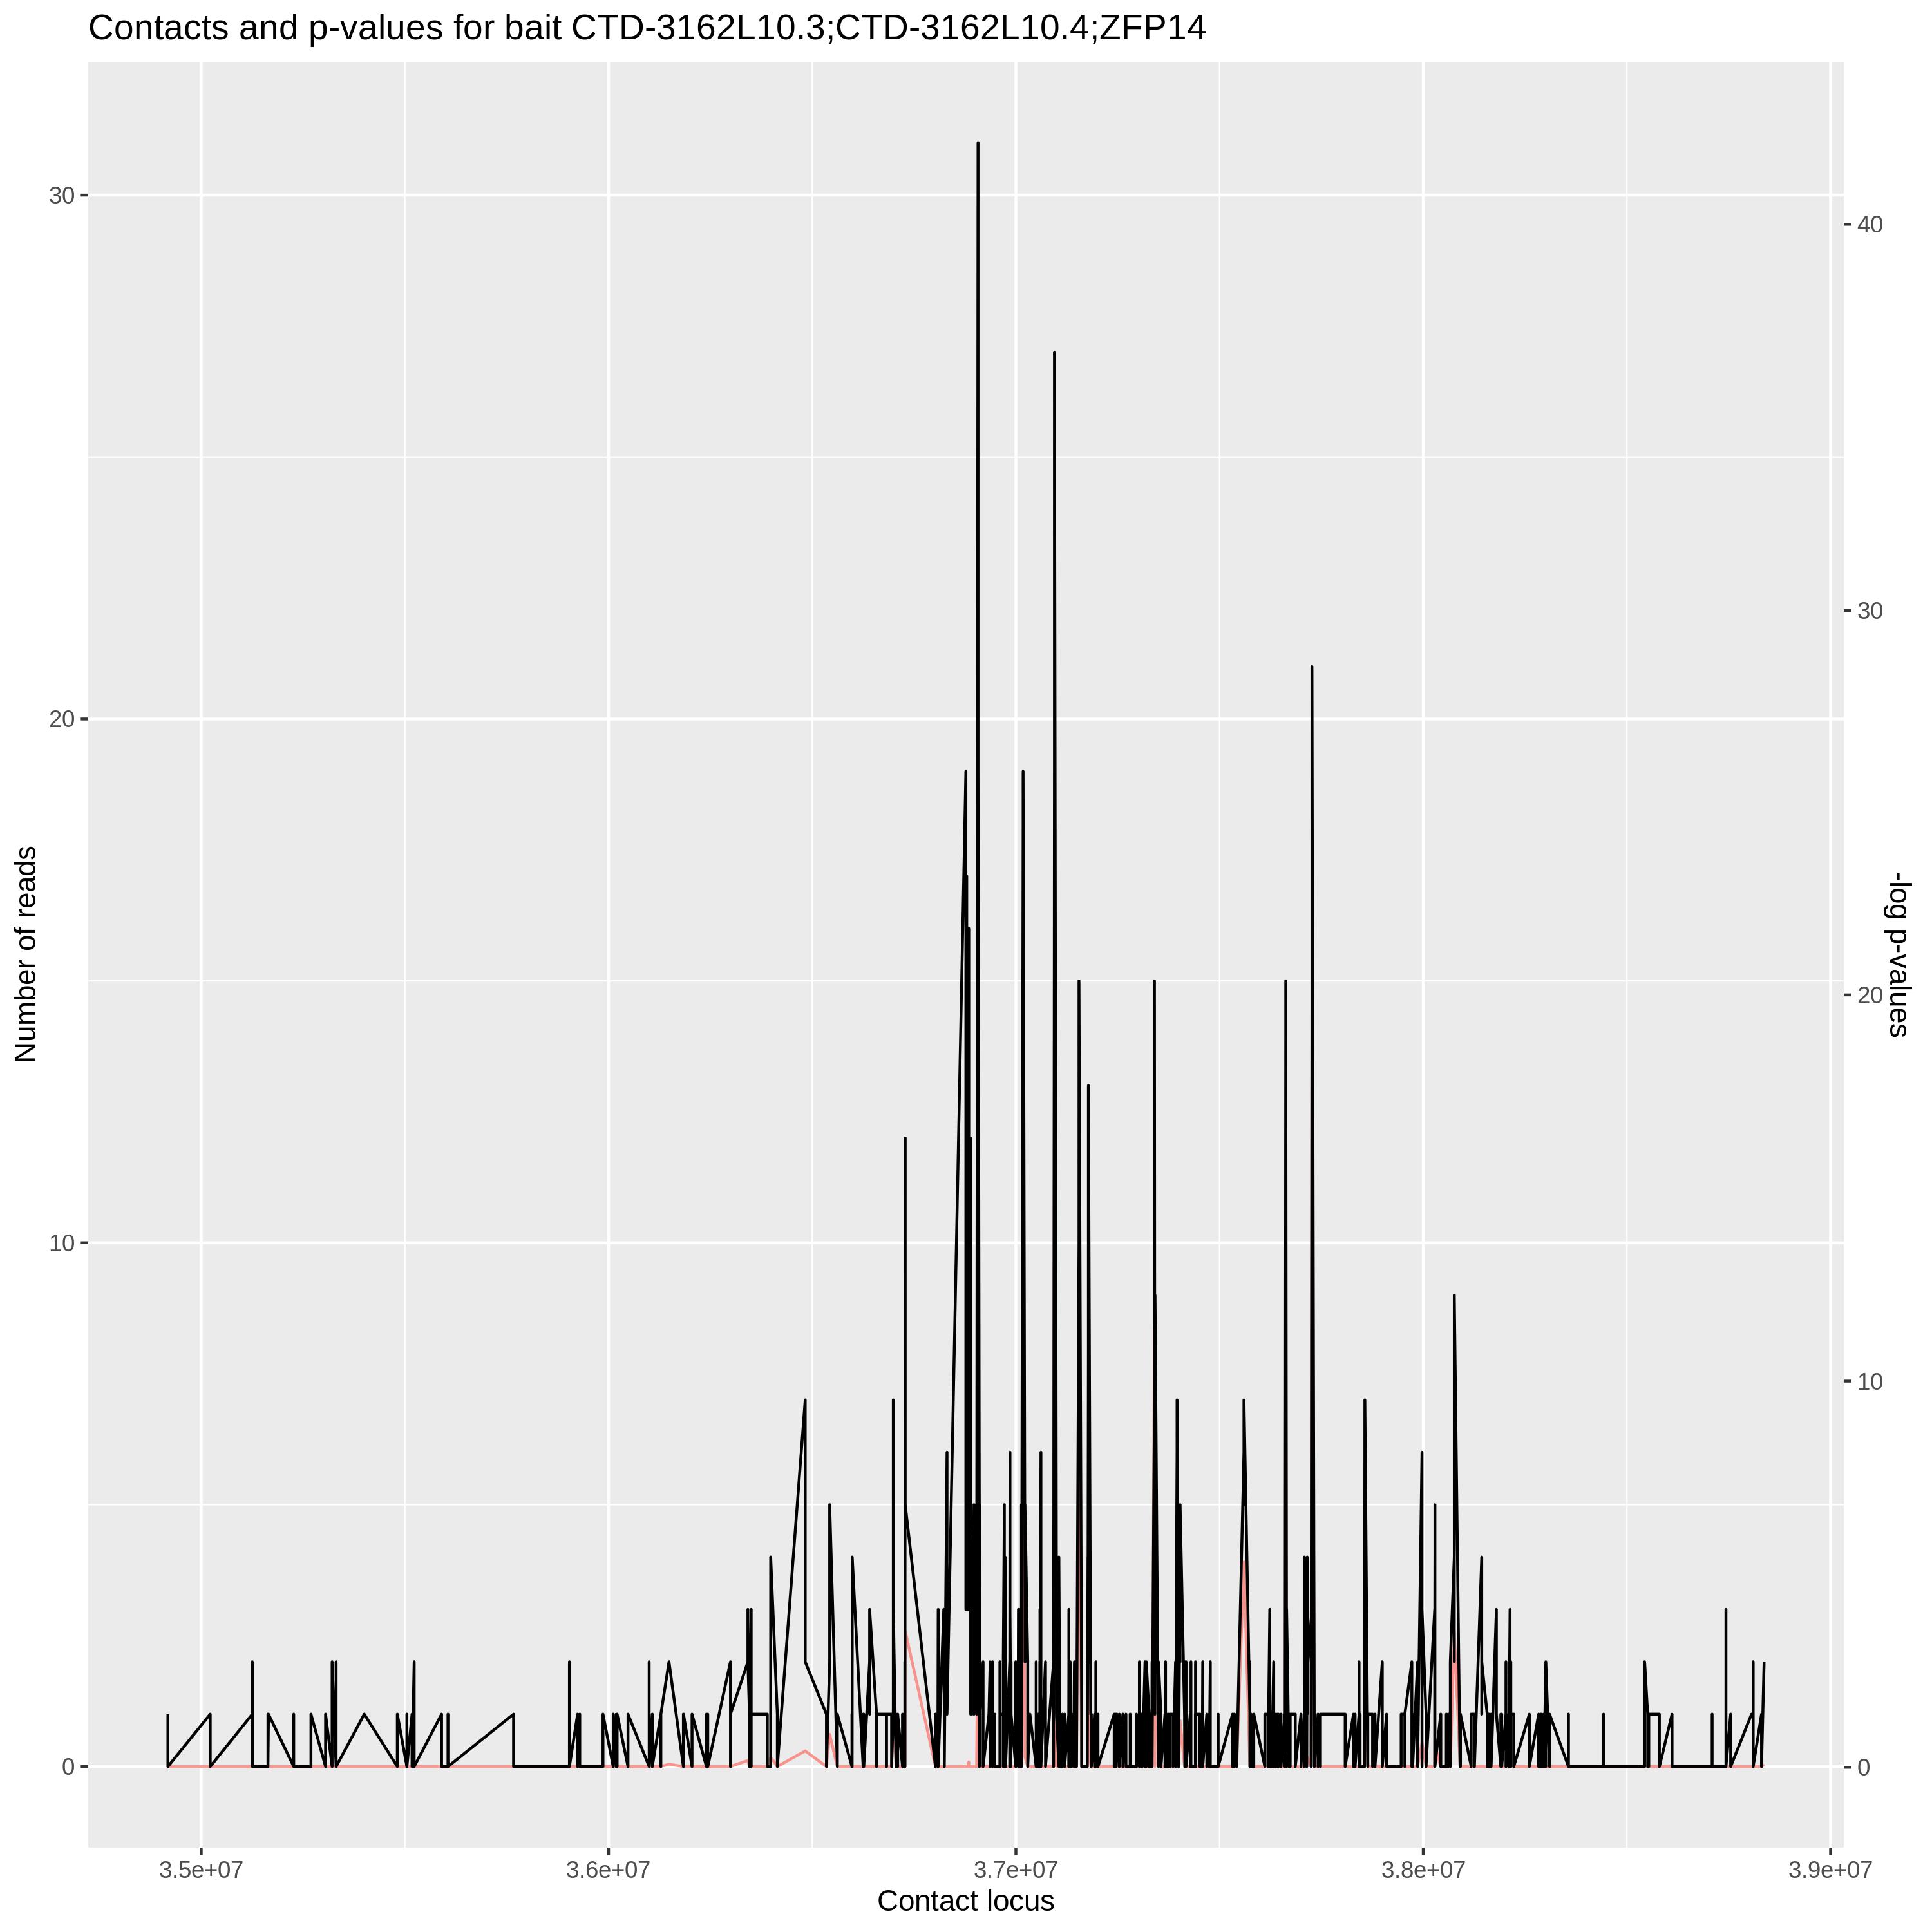 Contacts and p-values for bait CTD-3162L10.3;CTD-3162L10.4;ZFP14
Number of reads
30
20
10
0
40
30
20
10
0
-log p-values
3.5e+07 3.6e+07 3.7e+07 3.8e+07 3.9e+07
Contact locus